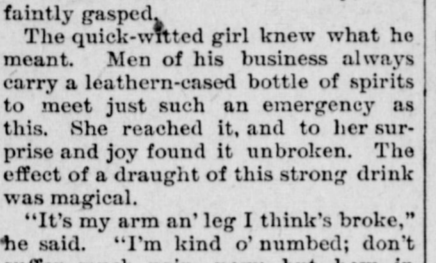 faintly gasped.
The quick-witted girl knew what he
meant. Men of his business always
carry a leathern-cased bottle of spirits
to meet just such an emergency as
this. She reached it, and to her sur-
prise and joy found it unbroken. The
effect of a draught of this strong drink
was magical.
"It's my arm an' leg I think's broke,"
he said. "I'm kind o' numbed; don't